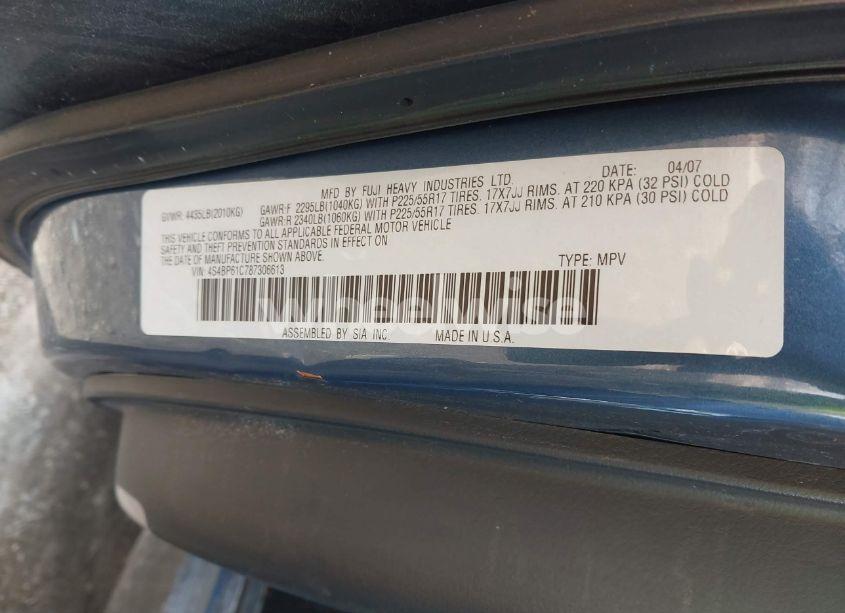 MFD BY FUJI HEAVY INDUSTRIES LTD. DATE: 04/07
GVWR: 4435LB(2010KG) GAWR:F 2295LB(1040KG) WITH P225/55R17 TIRES. 17X7JJ RIMS. AT 220 KPA (32 PSI) COLD
GAWR:R 2340LB(1060KG) WITH P225/55R17 TIRES. 17X7JJ RIMS. AT 210 KPA (30 PSI) COLD
THIS VEHICLE CONFORMS TO ALL APPLICABLE FEDERAL MOTOR VEHICLE
SAFETY AND THEFT PREVENTION STANDARDS IN EFFECT ON
THE DATE OF MANUFACTURE SHOWN ABOVE.
VIN: 4S4BP61C787306613 TYPE: MPV
wheelwise
ASSEMBLED BY SIA INC. MADE IN U.S.A.